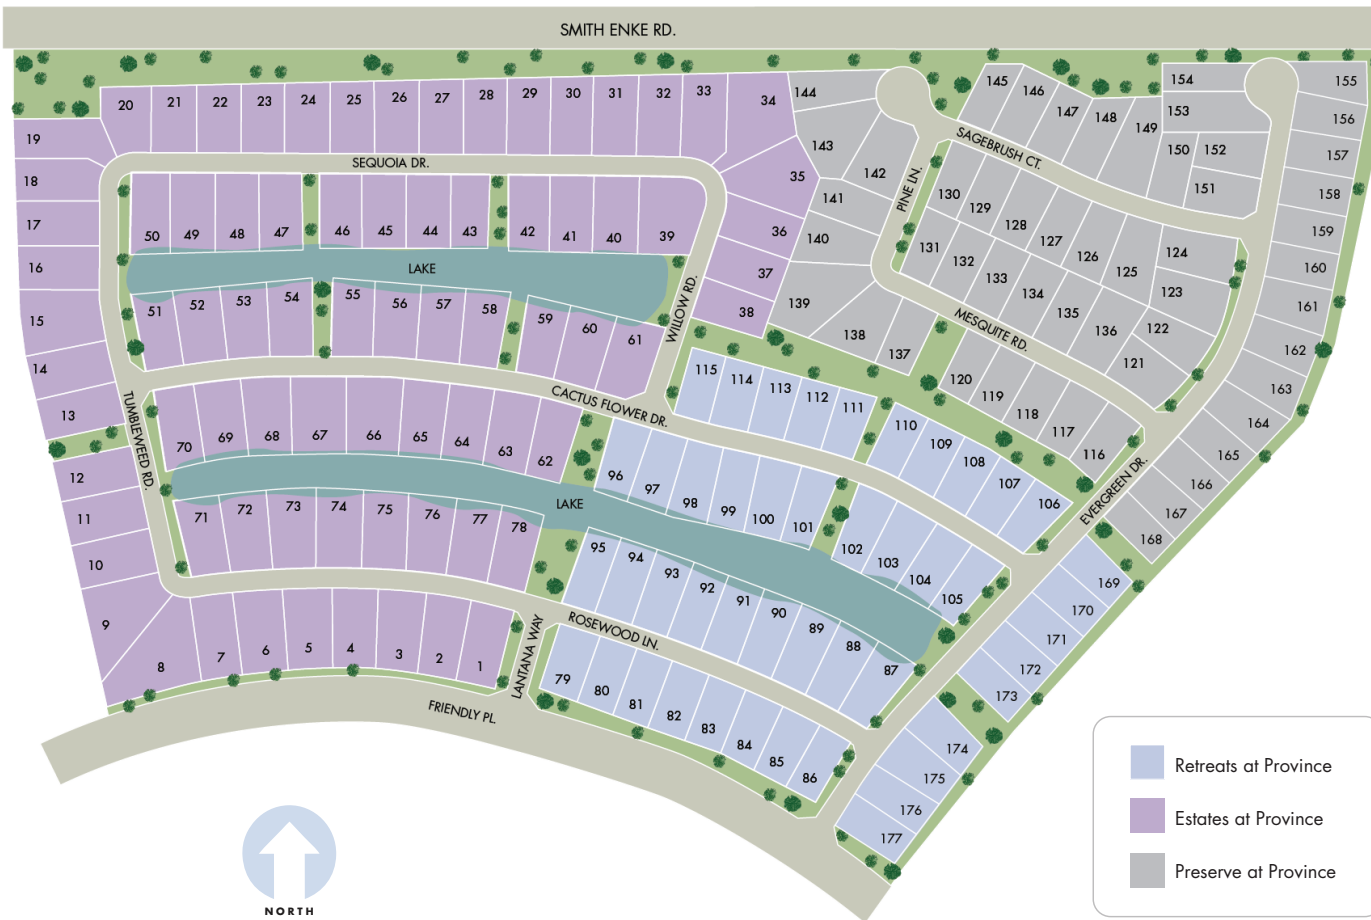 SMITH ENKE RD.
20 21 22 23 24 25 26 27 28 29 30 31 32 33 34 144
145 146 147 148 149 154 153 155
156
19 143 142 150 152 157
SEQUOIA DR. SAGEBRUSH CT.
18 35 141 PINE LN. 130 129 128 127 126 125 124 151 158
17 50 49 48 47 46 45 44 43 42 41 40 39 36 140 159
16 LAKE 37 131 132 133 134 135 136 123 122 121 160
15 51 52 53 54 55 56 57 58 59 60 61 WILLOW RD. 38 139 138 137 MESQUITE RD. 161
14 162
13 TUMBLEWEED RD. CACTUS FLOWER DR. 115 114 113 112 111 120 119 118 117 116 163
70 69 68 67 66 65 64 63 62 110 109 108 107 106 164
12 96 97 98 99 100 101 EVERGREEN DR. 165
11 71 72 73 74 75 76 77 78 LAKE 102 103 104 105 166
10 95 94 93 92 91 90 89 88 87 167
168
9 8 7 6 5 4 3 2 1 LANTANA WAY ROSEWOOD LN. 169
170
171
172
173
79 80 81 82 83 84 85 86 174
FRIENDLY PL. 175
176
177
Retreats at Province
Estates at Province
Preserve at Province
NORTH